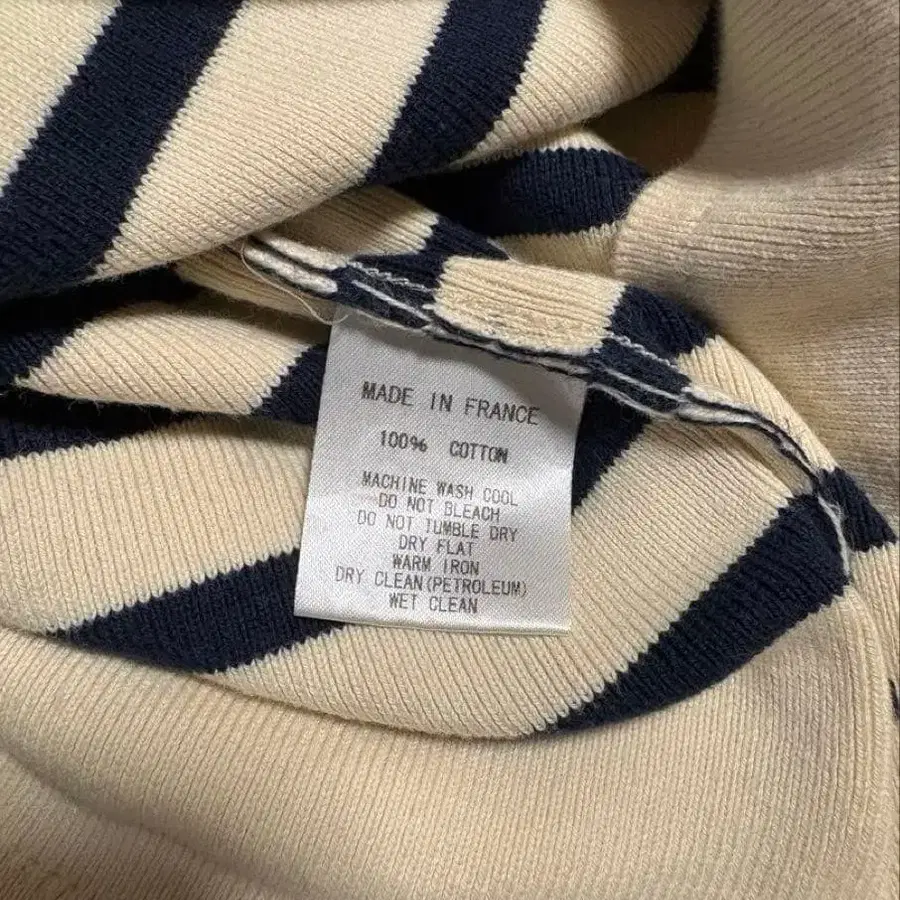 MADE IN FRANCE
100% COTTON
MACHINE WASH COOL
DO NOT BLEACH
DO NOT TUMBLE DRY
DRY FLAT
WARM IRON
DRY CLEAN(PETROLEUM)
WET CLEAN